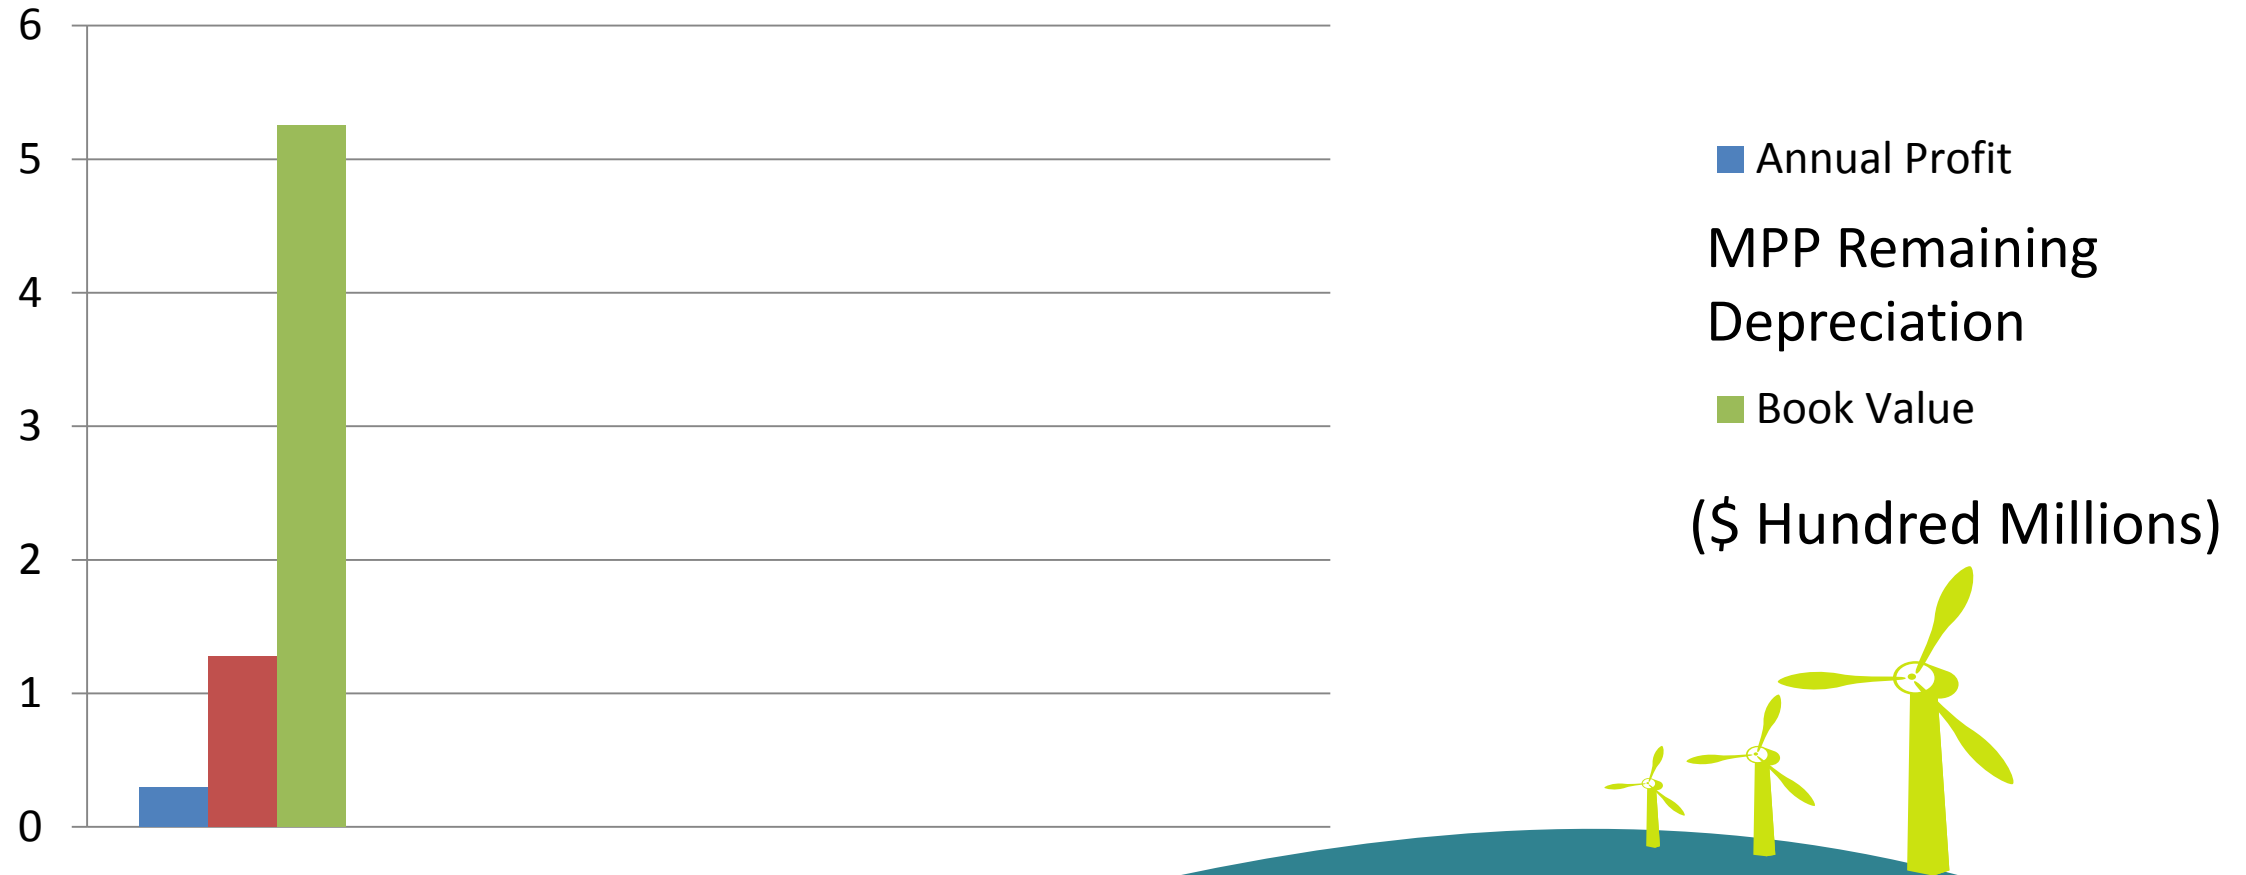 6
5
4
3
2
1
0
Annual Profit
MPP Remaining
Depreciation
Book Value
($ Hundred Millions)